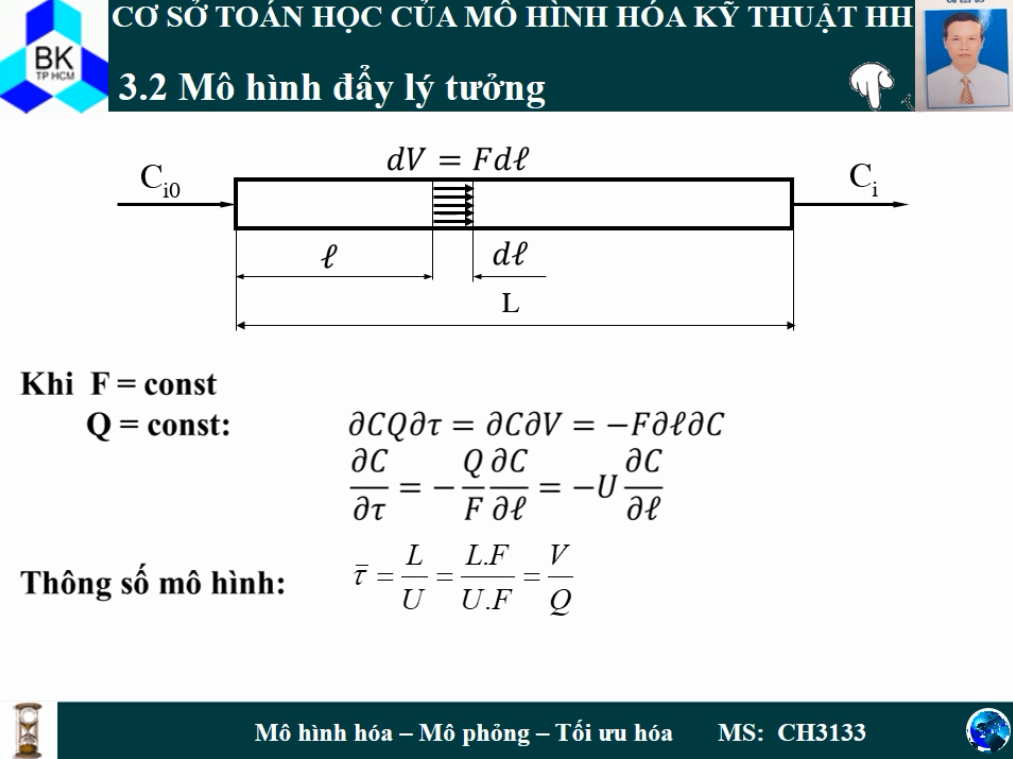 CƠ SỞ TOÁN HỌC CỦA MÔ HÌNH HÓA KỸ THUẬT HH
BK
TP HCM
3.2 Mô hình đẩy lý tưởng
dV = Fdℓ
C_i0
C_i
ℓ
dℓ
L
Khi F = const
Q = const: ∂CQ∂τ = ∂C∂V = −F∂ℓ∂C
∂C/∂τ = −Q/F ∂C/∂ℓ = −U ∂C/∂ℓ
Thông số mô hình: τ̄ = L/U = L.F/U.F = V/Q
Mô hình hóa – Mô phỏng – Tối ưu hóa MS: CH3133